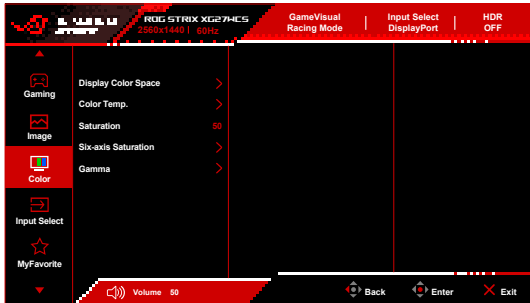 ROG STRIX XG27WCS
2560x1440 | 60Hz
GameVisual
Racing Mode
Input Select
DisplayPort
HDR
OFF
Gaming
Image
Color
Input Select
MyFavorite
Display Color Space
Color Temp.
Saturation 50
Six-axis Saturation
Gamma
Volume 50
Back
Enter
Exit